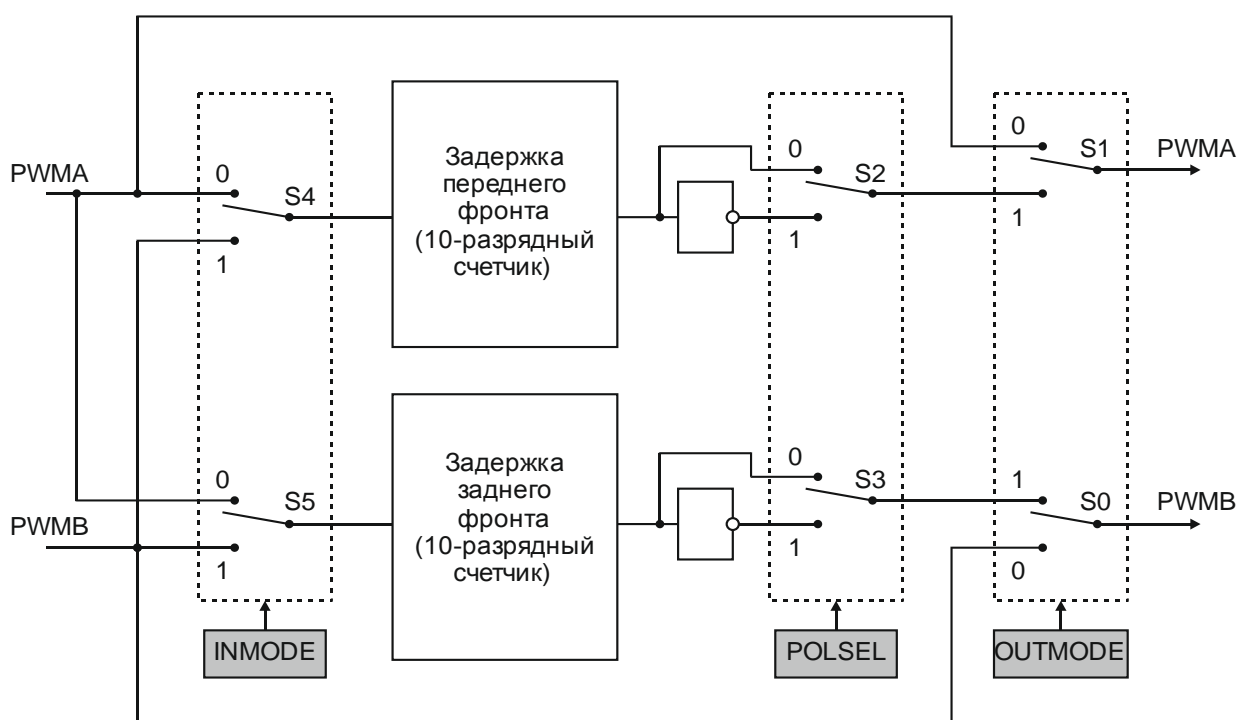 0
PWMA
0
S4
1
Задержка
переднего
фронта
(10-разрядный
счетчик)
0
S2
1
0
S1
PWMA
1
0
S5
PWMB
1
Задержка
заднего
фронта
(10-разрядный
счетчик)
0
S3
1
1
S0
PWMB
0
INMODE
POLSEL
OUTMODE